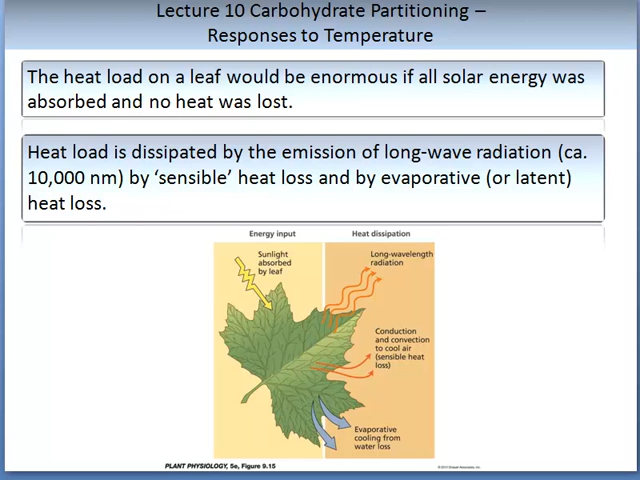 Lecture 10 Carbohydrate Partitioning –
Responses to Temperature
The heat load on a leaf would be enormous if all solar energy was
absorbed and no heat was lost.
Heat load is dissipated by the emission of long-wave radiation (ca.
10,000 nm) by ‘sensible’ heat loss and by evaporative (or latent)
heat loss.
Energy input
Heat dissipation
Sunlight
absorbed
by leaf
Long-wavelength
radiation
Conduction
and convection
to cool air
(sensible heat
loss)
Evaporative
cooling from
water loss
PLANT PHYSIOLOGY, 5e, Figure 9.15